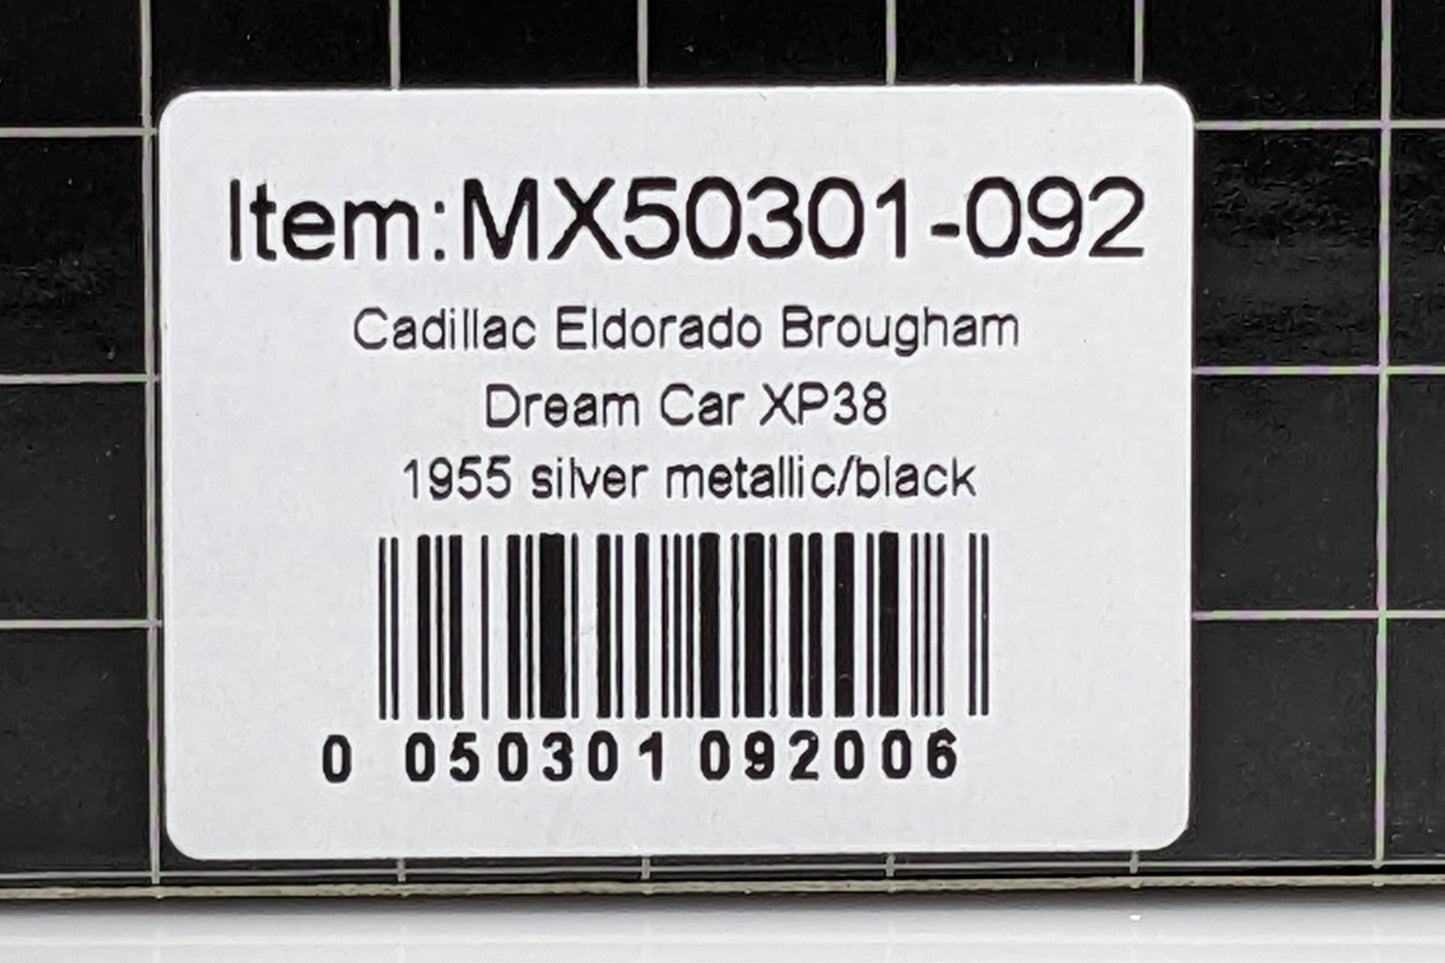 Item:MX50301-092
Cadillac Eldorado Brougham
Dream Car XP38
1955 silver metallic/black
0 050301 092006